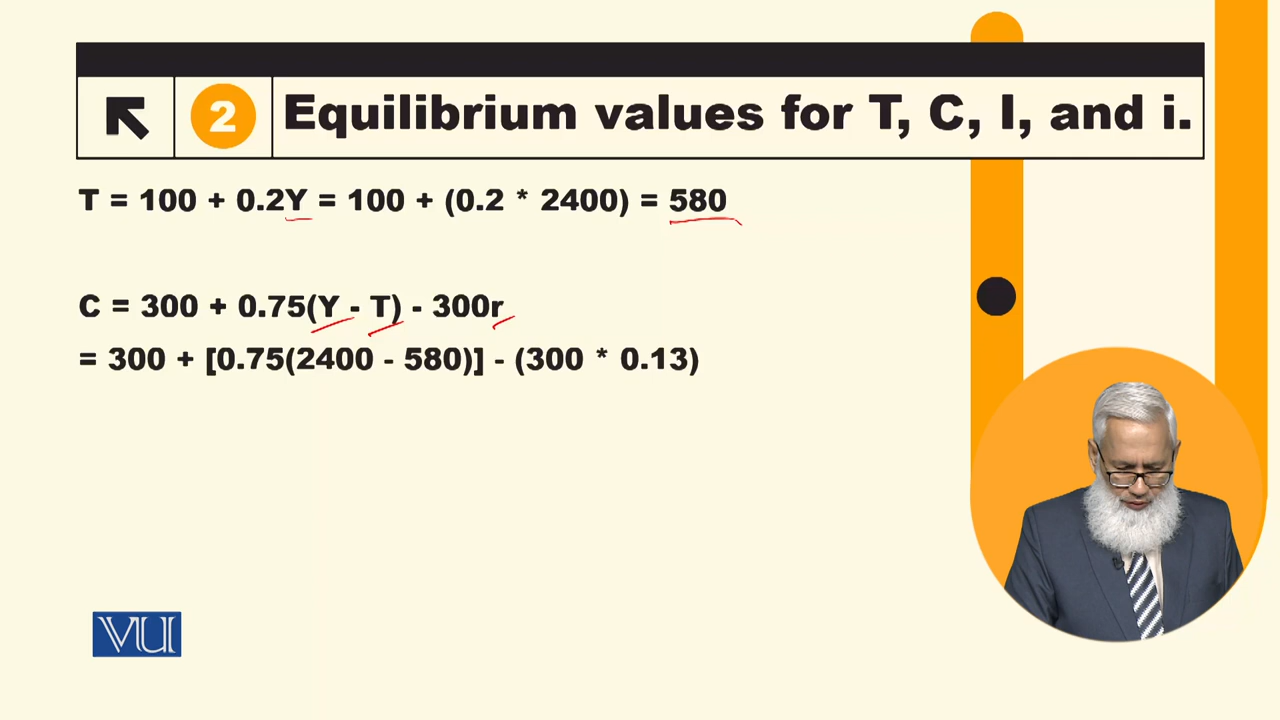 2
Equilibrium values for T, C, I, and i.
T = 100 + 0.2Y = 100 + (0.2 * 2400) = 580
C = 300 + 0.75(Y - T) - 300r
= 300 + [0.75(2400 - 580)] - (300 * 0.13)
VU